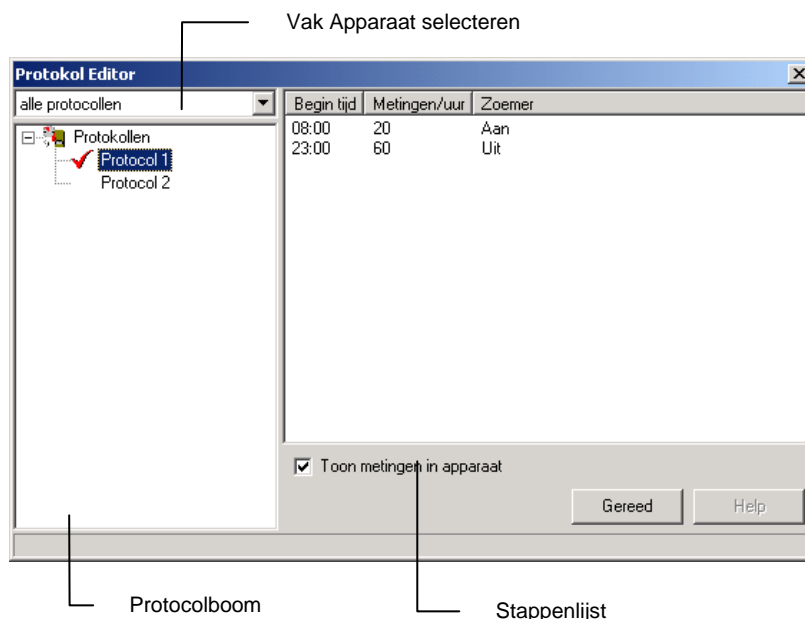 Vak Apparaat selecteren
Protokol Editor
alle protocollen
Begin tijd Metingen/uur Zoemer
Protokollen
Protocol 1
Protocol 2
08:00 20 Aan
23:00 60 Uit
Toon metingen in apparaat
Gereed Help
Protocolboom
Stappenlijst